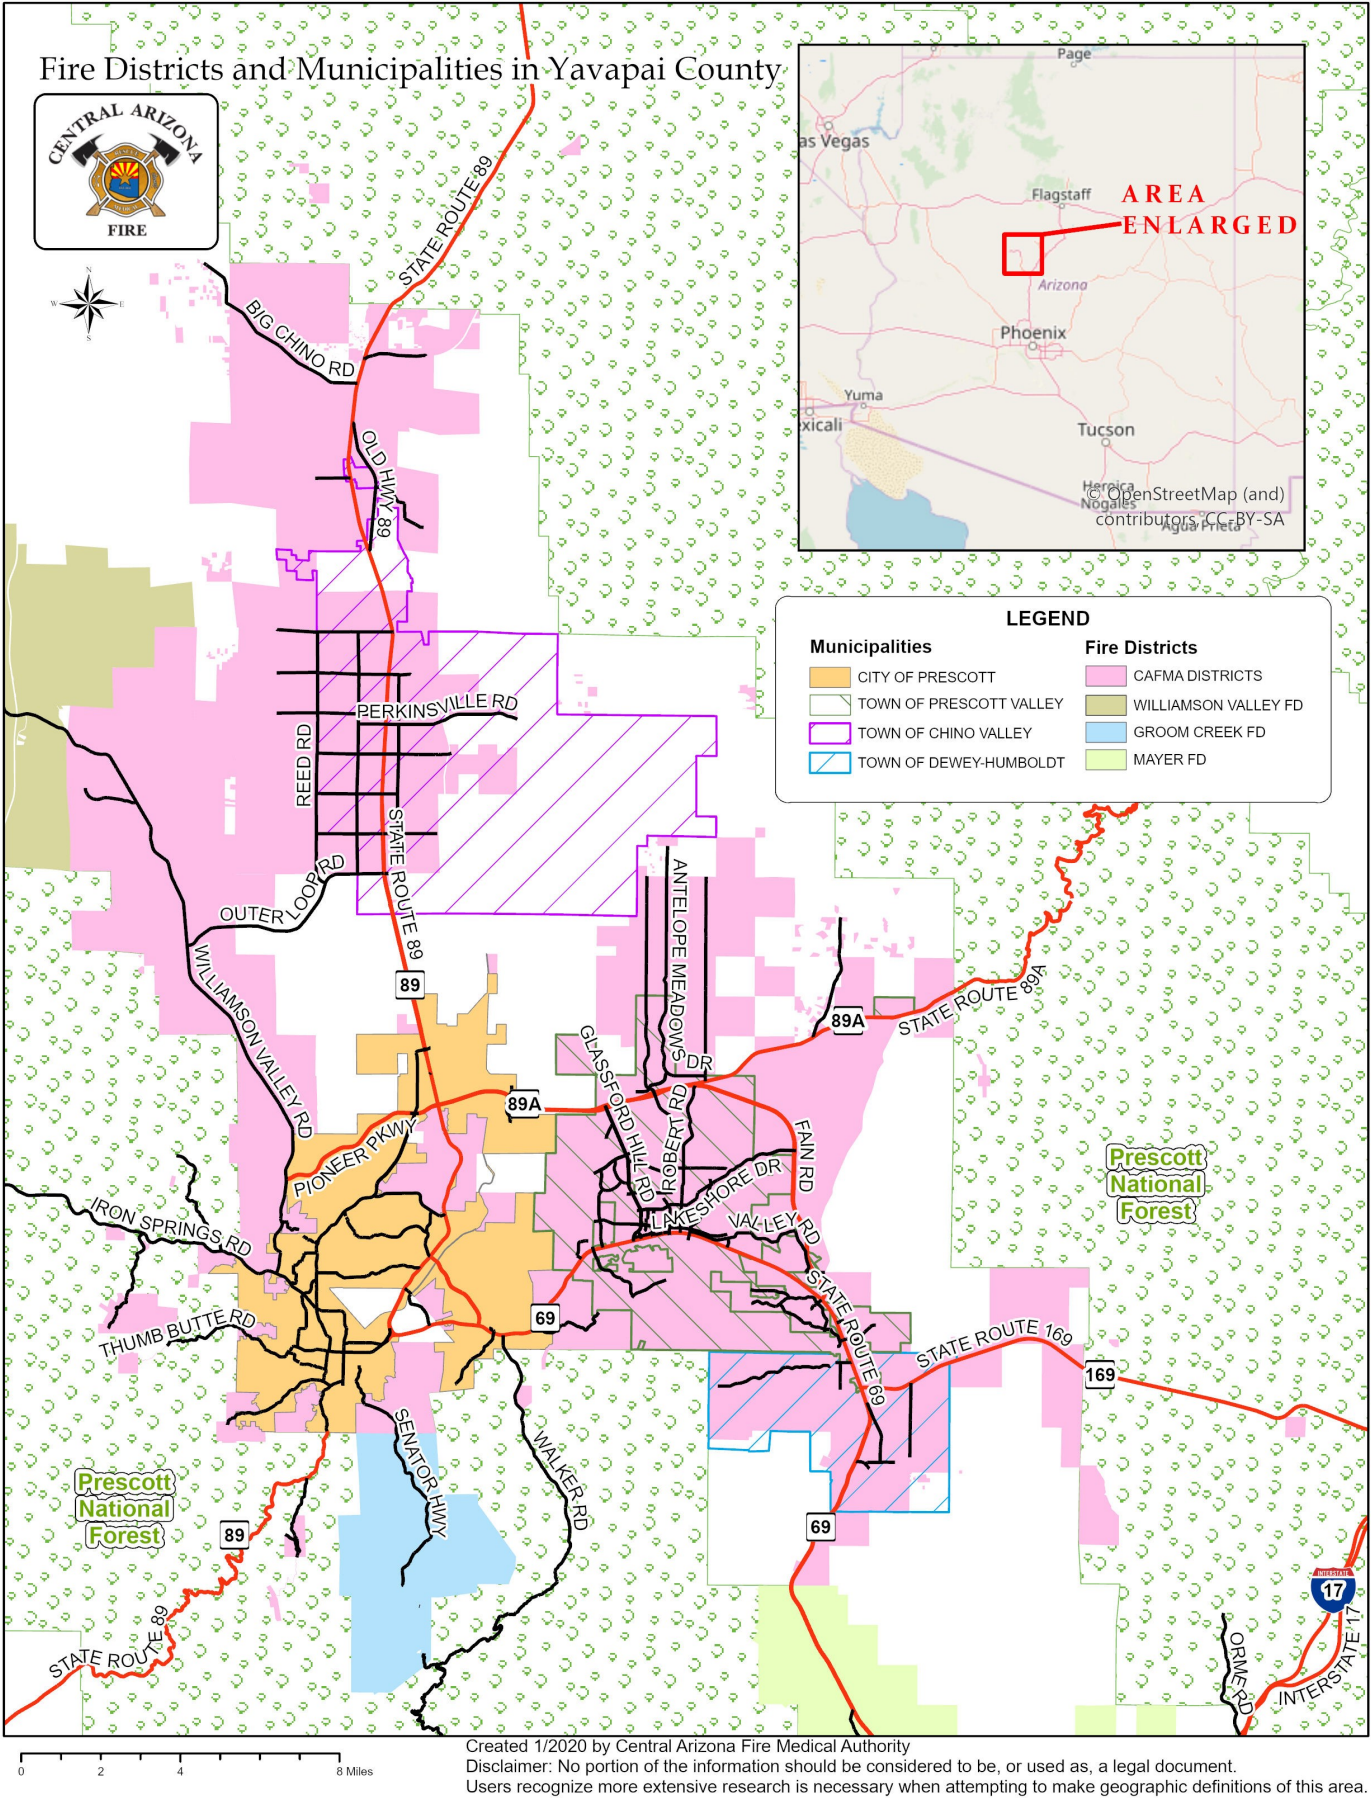 Fire Districts and Municipalities in Yavapai County
CENTRAL ARIZONA
FIRE
N
W
E
S
Page
as Vegas
Flagstaff
AREA
ENLARGED
Arizona
Phoenix
Yuma
exicali
Tucson
Heroica
Nogales
Agua Prieta
© OpenStreetMap (and)
contributors, CC-BY-SA
STATE ROUTE 89
BIG CHINO RD
OLD HWY 89
LEGEND
Municipalities
CITY OF PRESCOTT
TOWN OF PRESCOTT VALLEY
TOWN OF CHINO VALLEY
TOWN OF DEWEY-HUMBOLDT
Fire Districts
CAFMA DISTRICTS
WILLIAMSON VALLEY FD
GROOM CREEK FD
MAYER FD
PERKINSVILLE RD
REED RD
STATE ROUTE 89
OUTER LOOP RD
ANTELOPE MEADOWS
DR
WILLIAMSON VALLEY RD
89
89A
STATE ROUTE 89A
GLASSFORD HILL RD
89A
ROBERT RD
FAIN RD
PIONEER PKWY
LAKESHORE DR
VALLEY RD
Prescott
National
Forest
IRON SPRINGS RD
THUMB BUTTE RD
69
STATE ROUTE 69
STATE ROUTE 169
169
SENATOR HWY
WALKER RD
Prescott
National
Forest
89
69
STATE ROUTE 89
INTERSTATE
17
ORME RD
INTERSTATE 17
0 2 4 8 Miles
Created 1/2020 by Central Arizona Fire Medical Authority
Disclaimer: No portion of the information should be considered to be, or used as, a legal document.
Users recognize more extensive research is necessary when attempting to make geographic definitions of this area.